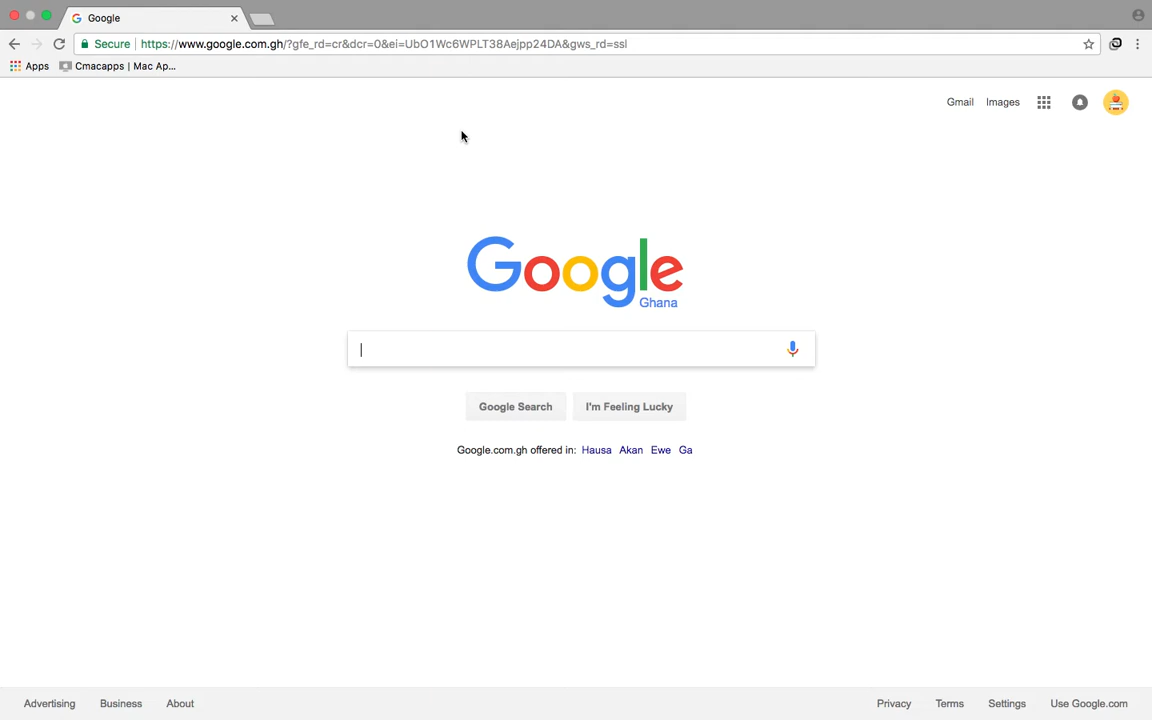 Google
Secure https://www.google.com.gh/?gfe_rd=cr&dcr=0&ei=UbO1Wc6WPLT38Aejpp24DA&gws_rd=ssl
Apps Cmacapps | Mac Ap...
Gmail Images
Google
Ghana
Google Search I'm Feeling Lucky
Google.com.gh offered in: Hausa Akan Ewe Ga
Advertising Business About Privacy Terms Settings Use Google.com